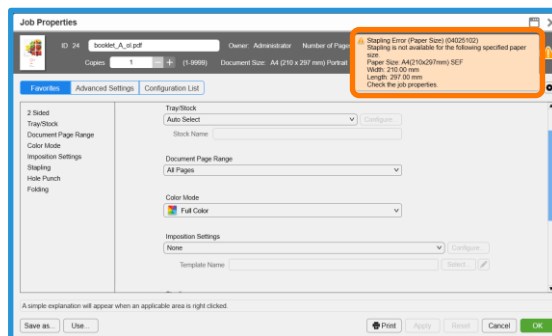 Job Properties
ID 24 booklet_A_ol.pdf Owner: Administrator Number of Pages
Copies 1 (1-9999) Document Size: A4 (210 x 297 mm) Portrait
Stapling Error (Paper Size) (04025102)
Stapling is not available for the following specified paper
size.
Paper Size: A4(210x297mm) SEF
Width: 210.00 mm
Length: 297.00 mm
Check the job properties.
Favorites Advanced Settings Configuration List
2 Sided
Tray/Stock
Document Page Range
Color Mode
Imposition Settings
Stapling
Hole Punch
Folding
Tray/Stock
Auto Select Configure...
Stock Name
Document Page Range
All Pages
Color Mode
Full Color
Imposition Settings
None Configure...
Template Name Select...
A simple explanation will appear when an applicable area is right clicked.
Save as... Use... Print Apply Reset Cancel OK